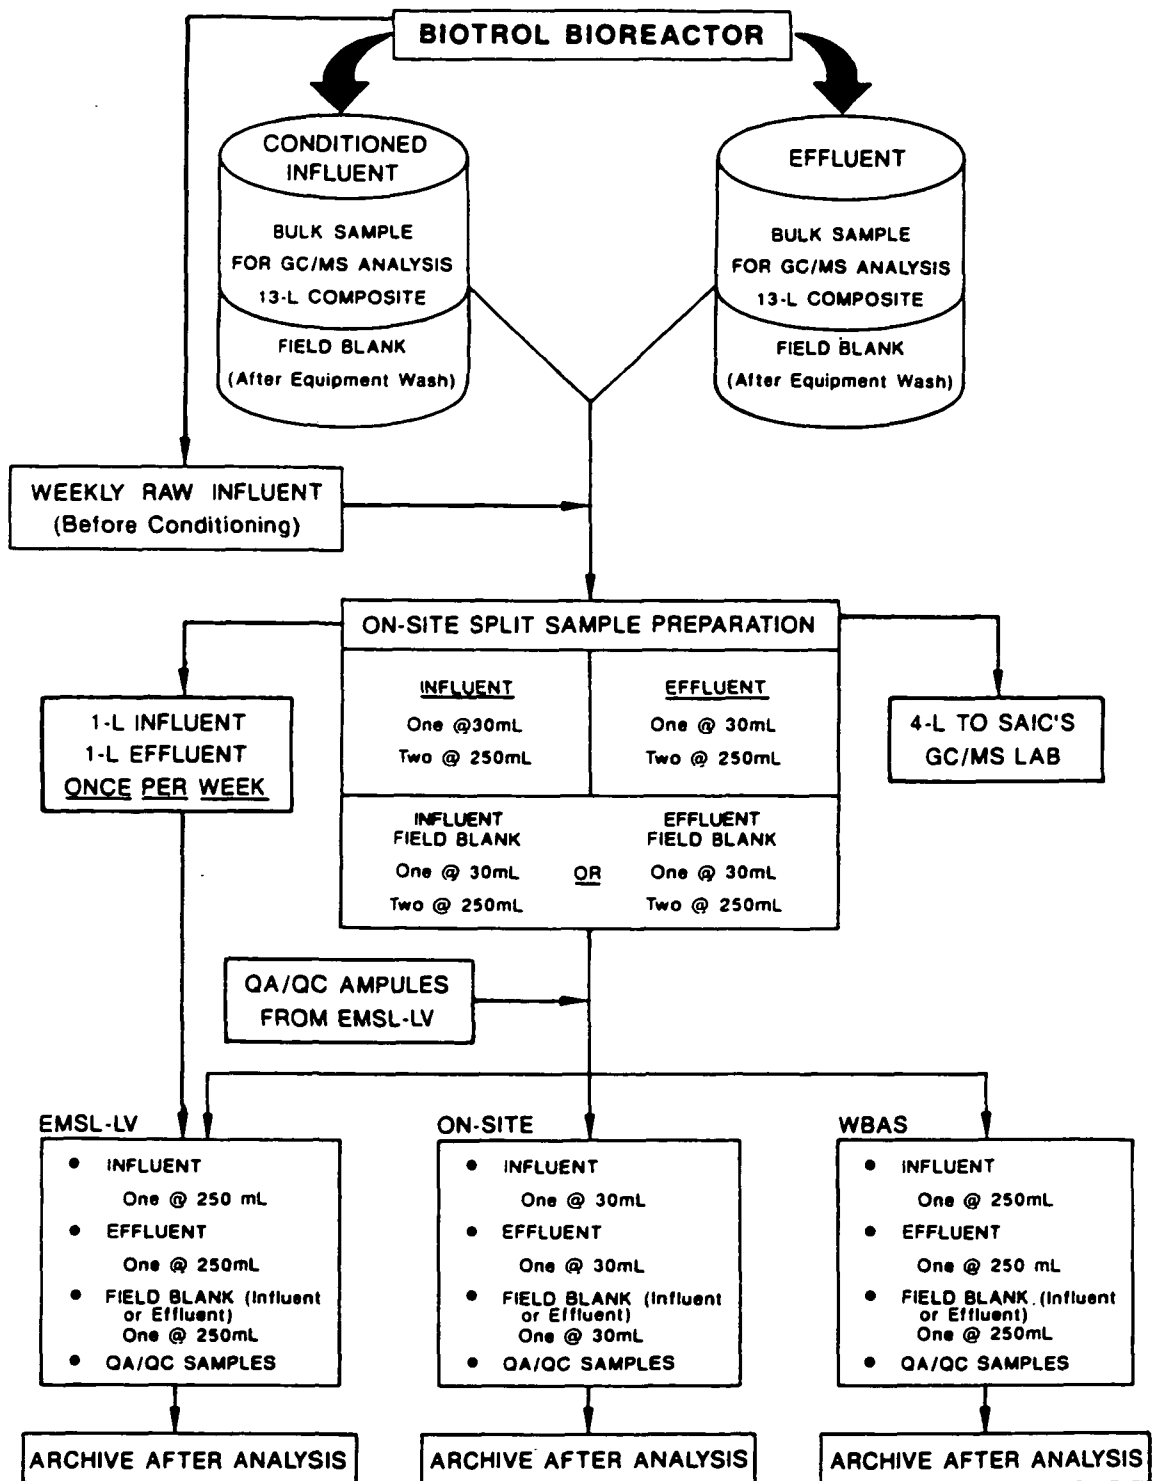 BIOTROL BIOREACTOR
CONDITIONED
INFLUENT
BULK SAMPLE
FOR GC/MS ANALYSIS
13-L COMPOSITE
FIELD BLANK
(After Equipment Wash)
EFFLUENT
BULK SAMPLE
FOR GC/MS ANALYSIS
13-L COMPOSITE
FIELD BLANK
(After Equipment Wash)
WEEKLY RAW INFLUENT
(Before Conditioning)
ON-SITE SPLIT SAMPLE PREPARATION
INFLUENT
One @30mL
Two @ 250mL
EFFLUENT
One @ 30mL
Two @ 250mL
INFLUENT
FIELD BLANK
One @ 30mL
Two @ 250mL
OR
EFFLUENT
FIELD BLANK
One @ 30mL
Two @ 250mL
1-L INFLUENT
1-L EFFLUENT
ONCE PER WEEK
4-L TO SAIC'S
GC/MS LAB
QA/QC AMPULES
FROM EMSL-LV
EMSL-LV
• INFLUENT
One @ 250 mL
• EFFLUENT
One @ 250mL
• FIELD BLANK (Influent
or Effluent)
One @ 250mL
• QA/QC SAMPLES
ARCHIVE AFTER ANALYSIS
ON-SITE
• INFLUENT
One @ 30mL
• EFFLUENT
One @ 30mL
• FIELD BLANK (Influent
or Effluent)
One @ 30mL
• QA/QC SAMPLES
ARCHIVE AFTER ANALYSIS
WBAS
• INFLUENT
One @ 250mL
• EFFLUENT
One @ 250 mL
• FIELD BLANK (Influent
or Effluent)
One @ 250mL
• QA/QC SAMPLES
ARCHIVE AFTER ANALYSIS